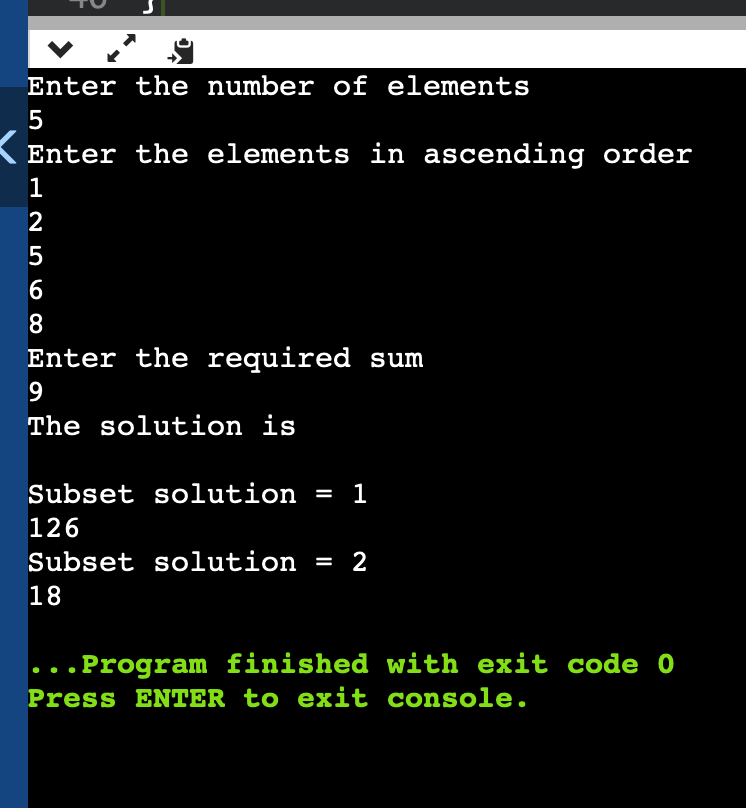 Enter the number of elements
5
Enter the elements in ascending order
1
2
5
6
8
Enter the required sum
9
The solution is
Subset solution = 1
126
Subset solution = 2
18
...Program finished with exit code 0
Press ENTER to exit console.